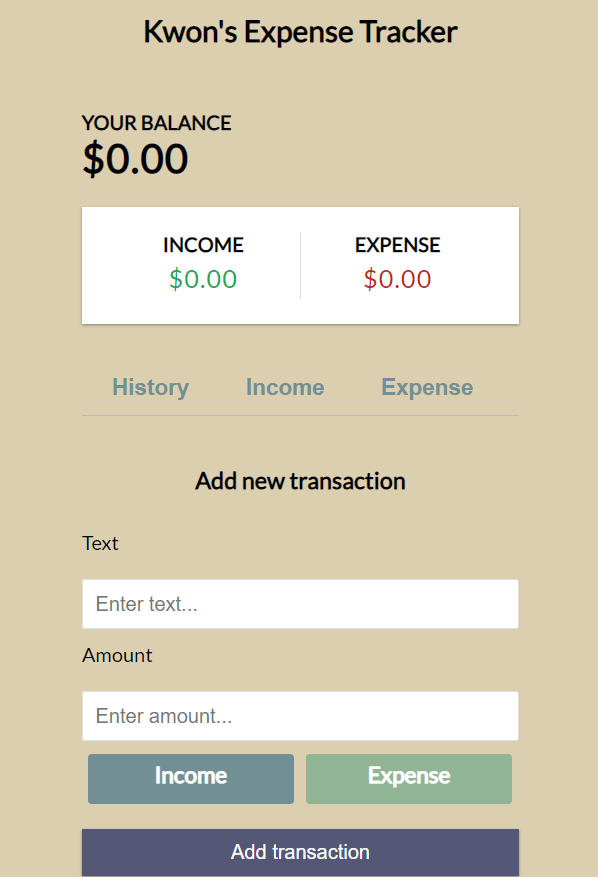 Kwon's Expense Tracker
YOUR BALANCE
$0.00
INCOME EXPENSE
$0.00 $0.00
History Income Expense
Add new transaction
Text
Enter text...
Amount
Enter amount...
Income Expense
Add transaction